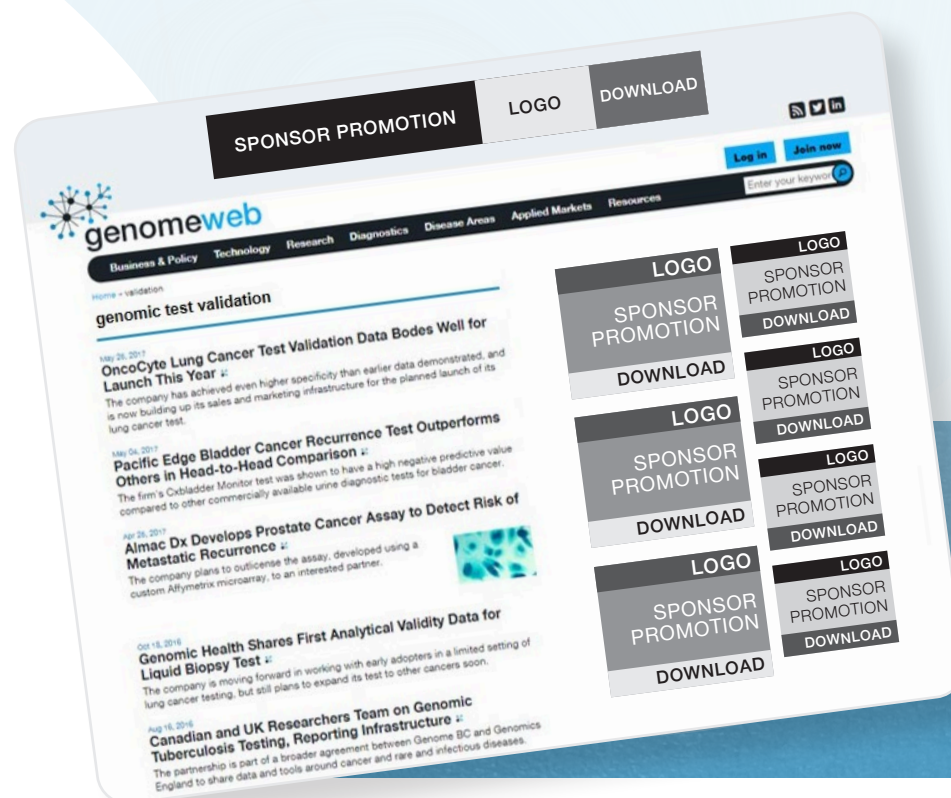 SPONSOR PROMOTION LOGO DOWNLOAD
Log in Join now
genomeweb
Enter your keywor
Business & Policy Technology Research Diagnostics Disease Areas Applied Markets Resources
Home » validation
genomic test validation
May 26, 2017
OncoCyte Lung Cancer Test Validation Data Bodes Well for
Launch This Year
The company has achieved even higher specificity than earlier data demonstrated, and
is now building up its sales and marketing infrastructure for the planned launch of its
lung cancer test.
May 04, 2017
Pacific Edge Bladder Cancer Recurrence Test Outperforms
Others in Head-to-Head Comparison
The firm's Cxbladder Monitor test was shown to have a high negative predictive value
compared to other commercially available urine diagnostic tests for bladder cancer.
Apr 26, 2017
Almac Dx Develops Prostate Cancer Assay to Detect Risk of
Metastatic Recurrence
The company plans to outlicense the assay, developed using a
custom Affymetrix microarray, to an interested partner.
Oct 15, 2016
Genomic Health Shares First Analytical Validity Data for
Liquid Biopsy Test
The company is moving forward in working with early adopters in a limited setting of
lung cancer testing, but still plans to expand its test to other cancers soon.
Aug 16, 2016
Canadian and UK Researchers Team on Genomic
Tuberculosis Testing, Reporting Infrastructure
The partnership is part of a broader agreement between Genome BC and Genomics
England to share data and tools around cancer and rare and infectious diseases.
LOGO
SPONSOR
PROMOTION
DOWNLOAD
LOGO
SPONSOR
PROMOTION
DOWNLOAD
LOGO
SPONSOR
PROMOTION
DOWNLOAD
LOGO
SPONSOR
PROMOTION
DOWNLOAD
LOGO
SPONSOR
PROMOTION
DOWNLOAD
LOGO
SPONSOR
PROMOTION
DOWNLOAD
LOGO
SPONSOR
PROMOTION
DOWNLOAD